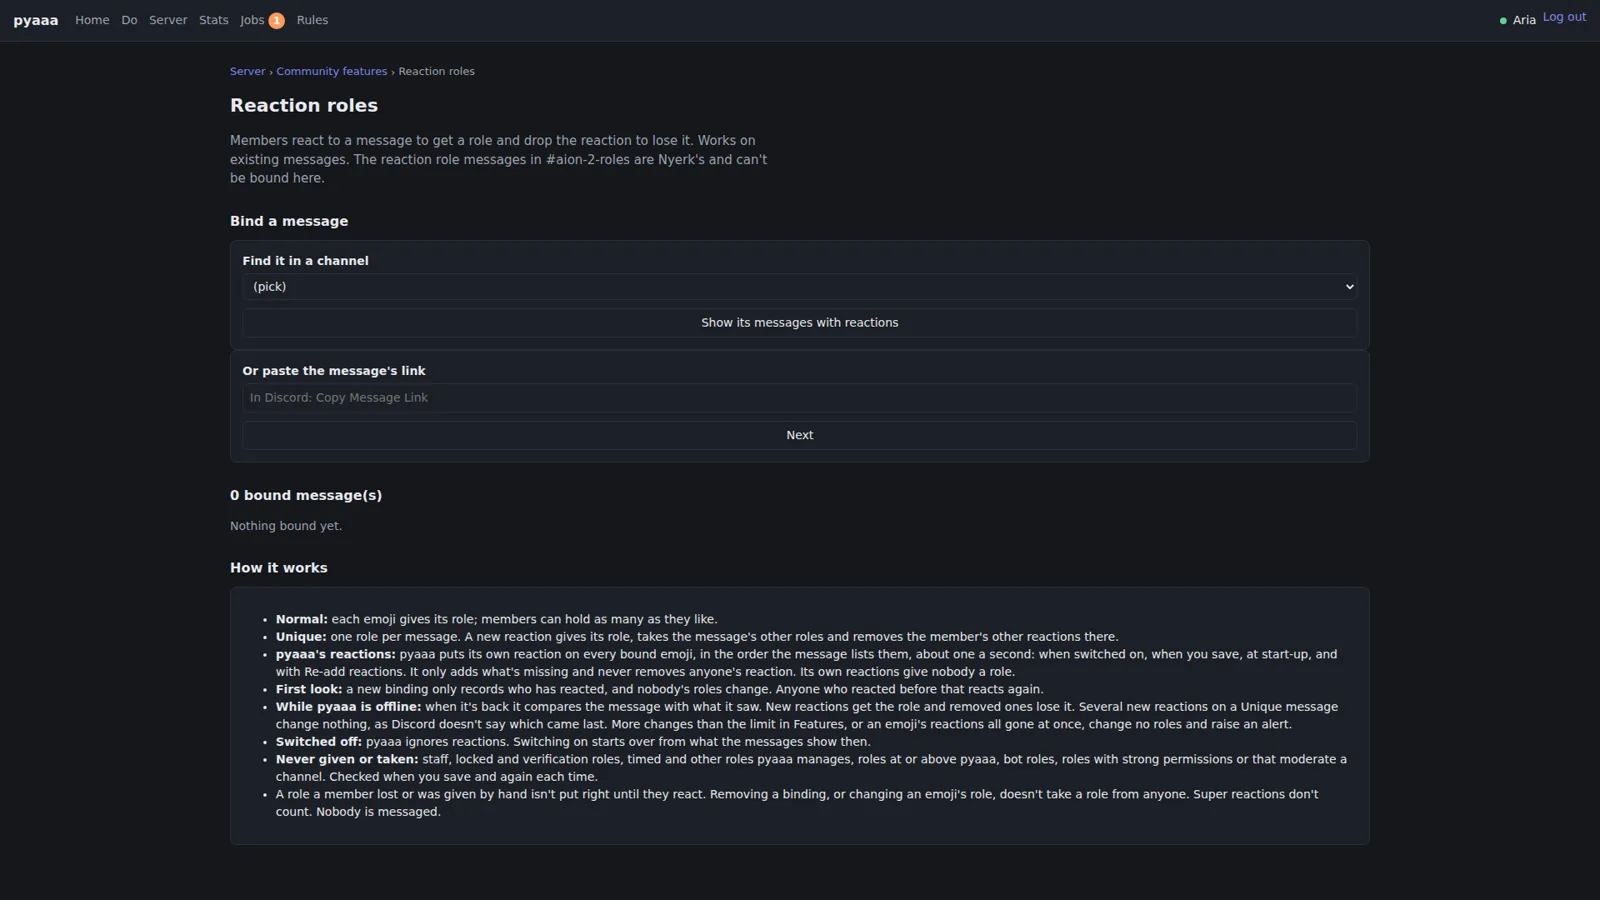 pyaaa Home Do Server Stats Jobs 1 Rules Aria Log out
Server › Community features › Reaction roles
Reaction roles
Members react to a message to get a role and drop the reaction to lose it. Works on
existing messages. The reaction role messages in #aion-2-roles are Nyerk's and can't
be bound here.
Bind a message
Find it in a channel
(pick)
Show its messages with reactions
Or paste the message's link
In Discord: Copy Message Link
Next
0 bound message(s)
Nothing bound yet.
How it works
• Normal: each emoji gives its role; members can hold as many as they like.
• Unique: one role per message. A new reaction gives its role, takes the message's other roles and removes the member's other reactions there.
• pyaaa's reactions: pyaaa puts its own reaction on every bound emoji, in the order the message lists them, about one a second: when switched on, when you save, at start-up, and
with Re-add reactions. It only adds what's missing and never removes anyone's reaction. Its own reactions give nobody a role.
• First look: a new binding only records who has reacted, and nobody's roles change. Anyone who reacted before that reacts again.
• While pyaaa is offline: when it's back it compares the message with what it saw. New reactions get the role and removed ones lose it. Several new reactions on a Unique message
change nothing, as Discord doesn't say which came last. More changes than the limit in Features, or an emoji's reactions all gone at once, change no roles and raise an alert.
• Switched off: pyaaa ignores reactions. Switching on starts over from what the messages show then.
• Never given or taken: staff, locked and verification roles, timed and other roles pyaaa manages, roles at or above pyaaa, bot roles, roles with strong permissions or that moderate a
channel. Checked when you save and again each time.
• A role a member lost or was given by hand isn't put right until they react. Removing a binding, or changing an emoji's role, doesn't take a role from anyone. Super reactions don't
count. Nobody is messaged.